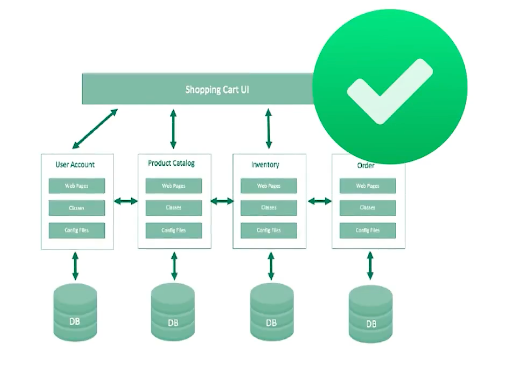 Shopping Cart UI
User Account
Web Pages
Classes
Config Files
DB
Product Catalog
Web Pages
Classes
Config Files
DB
Inventory
Web Pages
Classes
Config Files
DB
Order
Web Pages
Classes
Config Files
DB